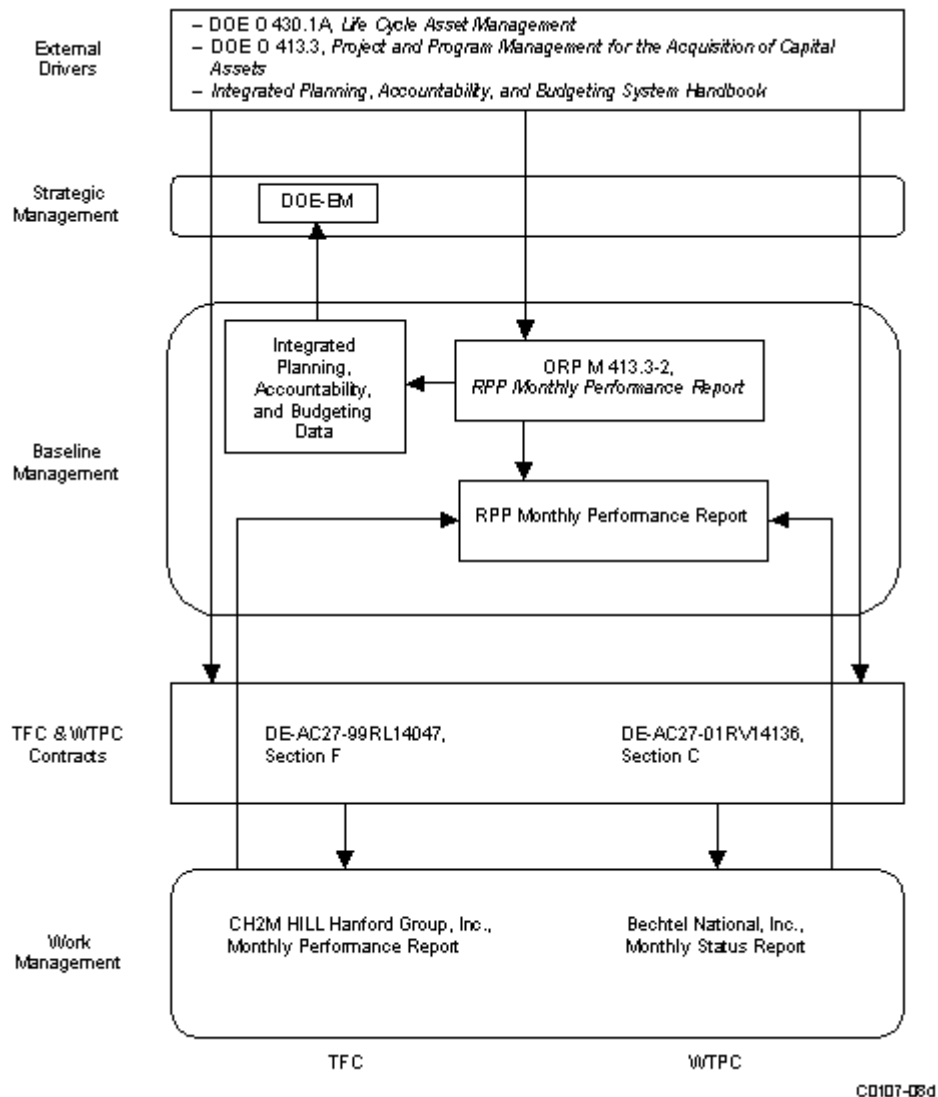 External
Drivers
– DOE O 430.1A, Life Cycle Asset Management
– DOE O 413.3, Project and Program Management for the Acquisition of Capital
Assets
– Integrated Planning, Accountability, and Budgeting System Handbook
Strategic
Management
DOE-EM
Baseline
Management
Integrated
Planning,
Accountability,
and Budgeting
Data
ORP M 413.3-2,
RPP Monthly Performance Report
RPP Monthly Performance Report
TFC & WTPC
Contracts
DE-AC27-99RL14047,
Section F
DE-AC27-01RV14136,
Section C
Work
Management
CH2M HILL Hanford Group, Inc.,
Monthly Performance Report
Bechtel National, Inc.,
Monthly Status Report
TFC
WTPC
C0107-08d